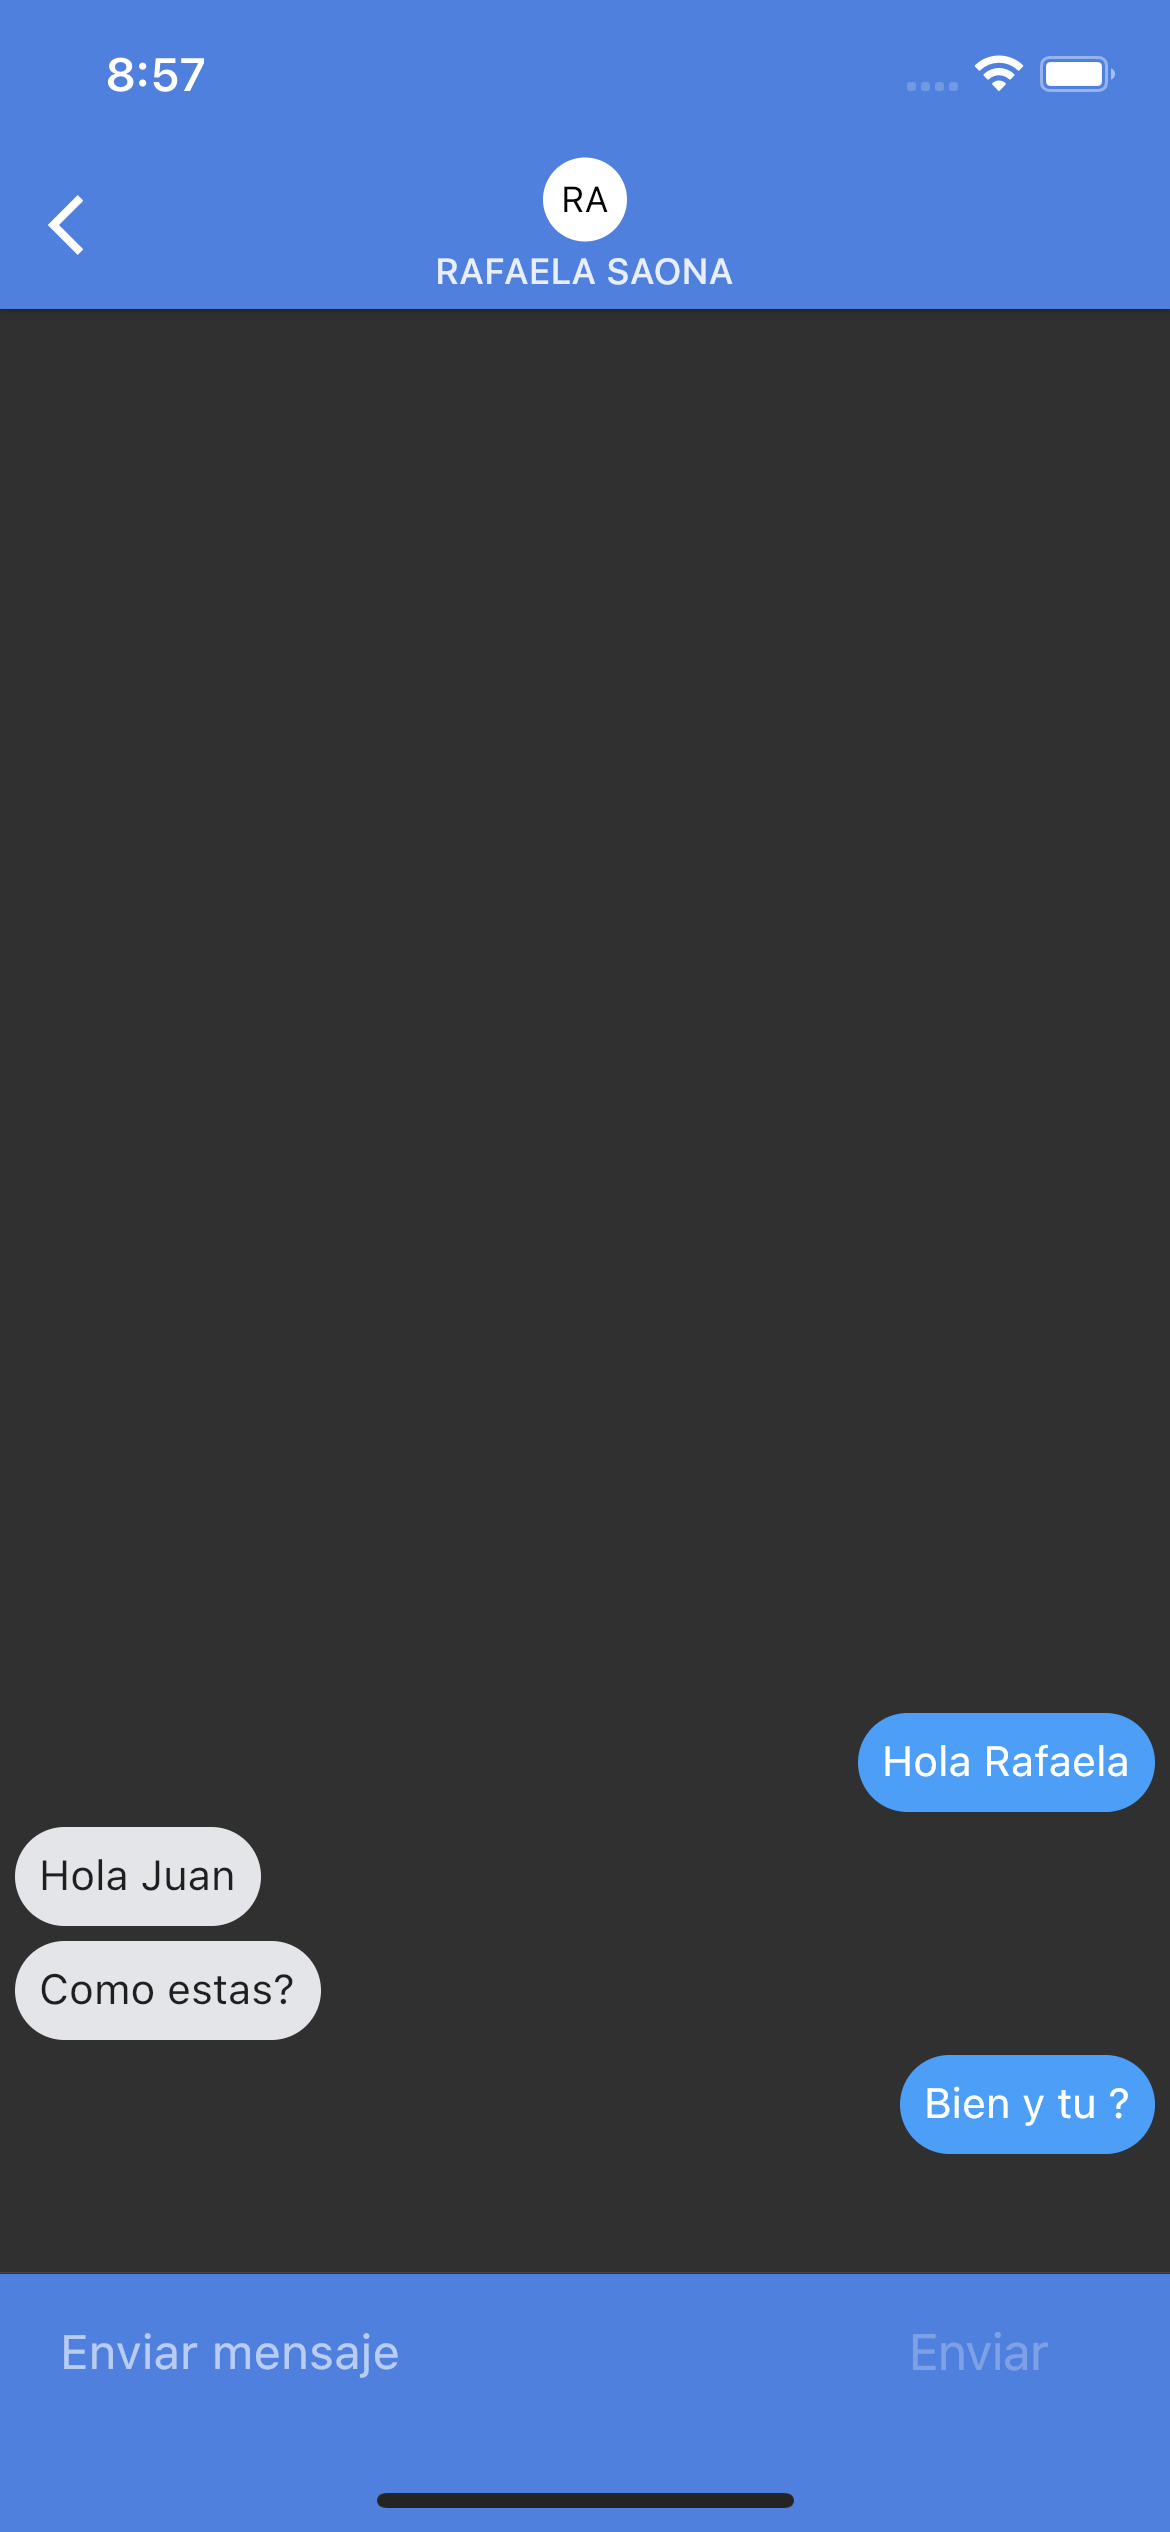 8:57
RA
RAFAELA SAONA
Hola Rafaela
Hola Juan
Como estas?
Bien y tu ?
Enviar mensaje
Enviar